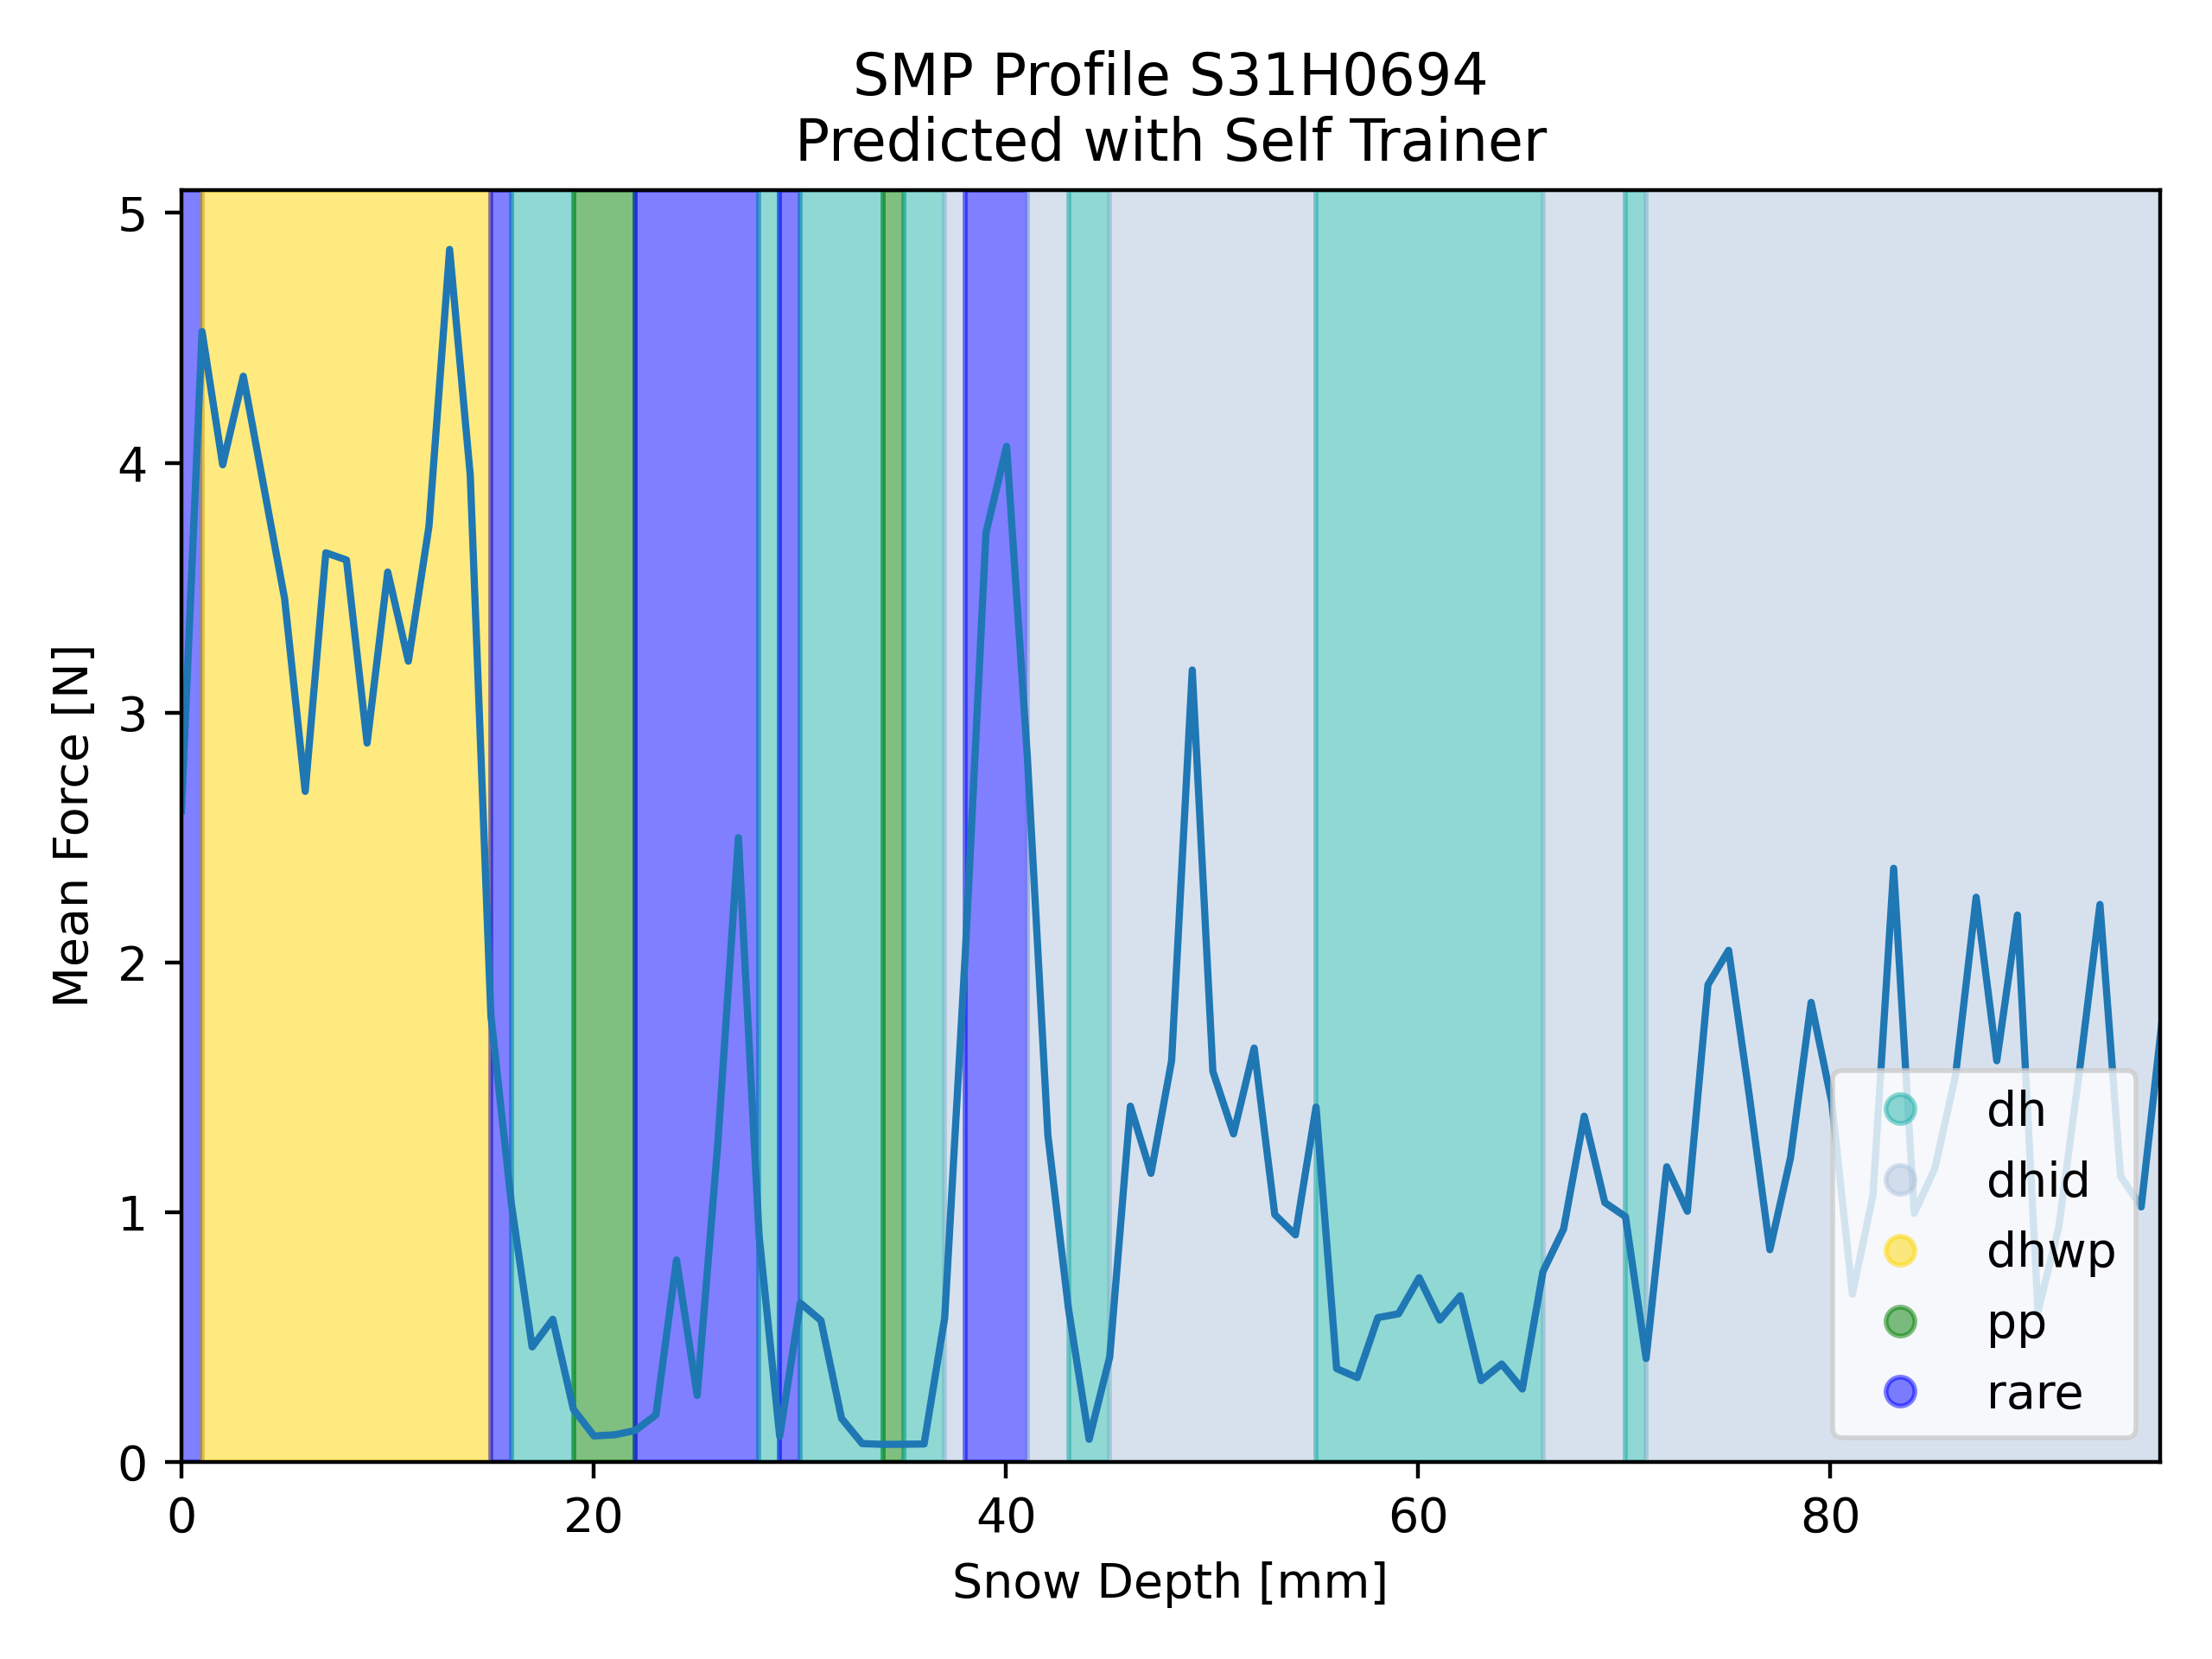 SMP Profile S31H0694
Predicted with Self Trainer
Mean Force [N]
5
4
3
2
1
0
0 20 40 60 80
Snow Depth [mm]
dh
dhid
dhwp
pp
rare